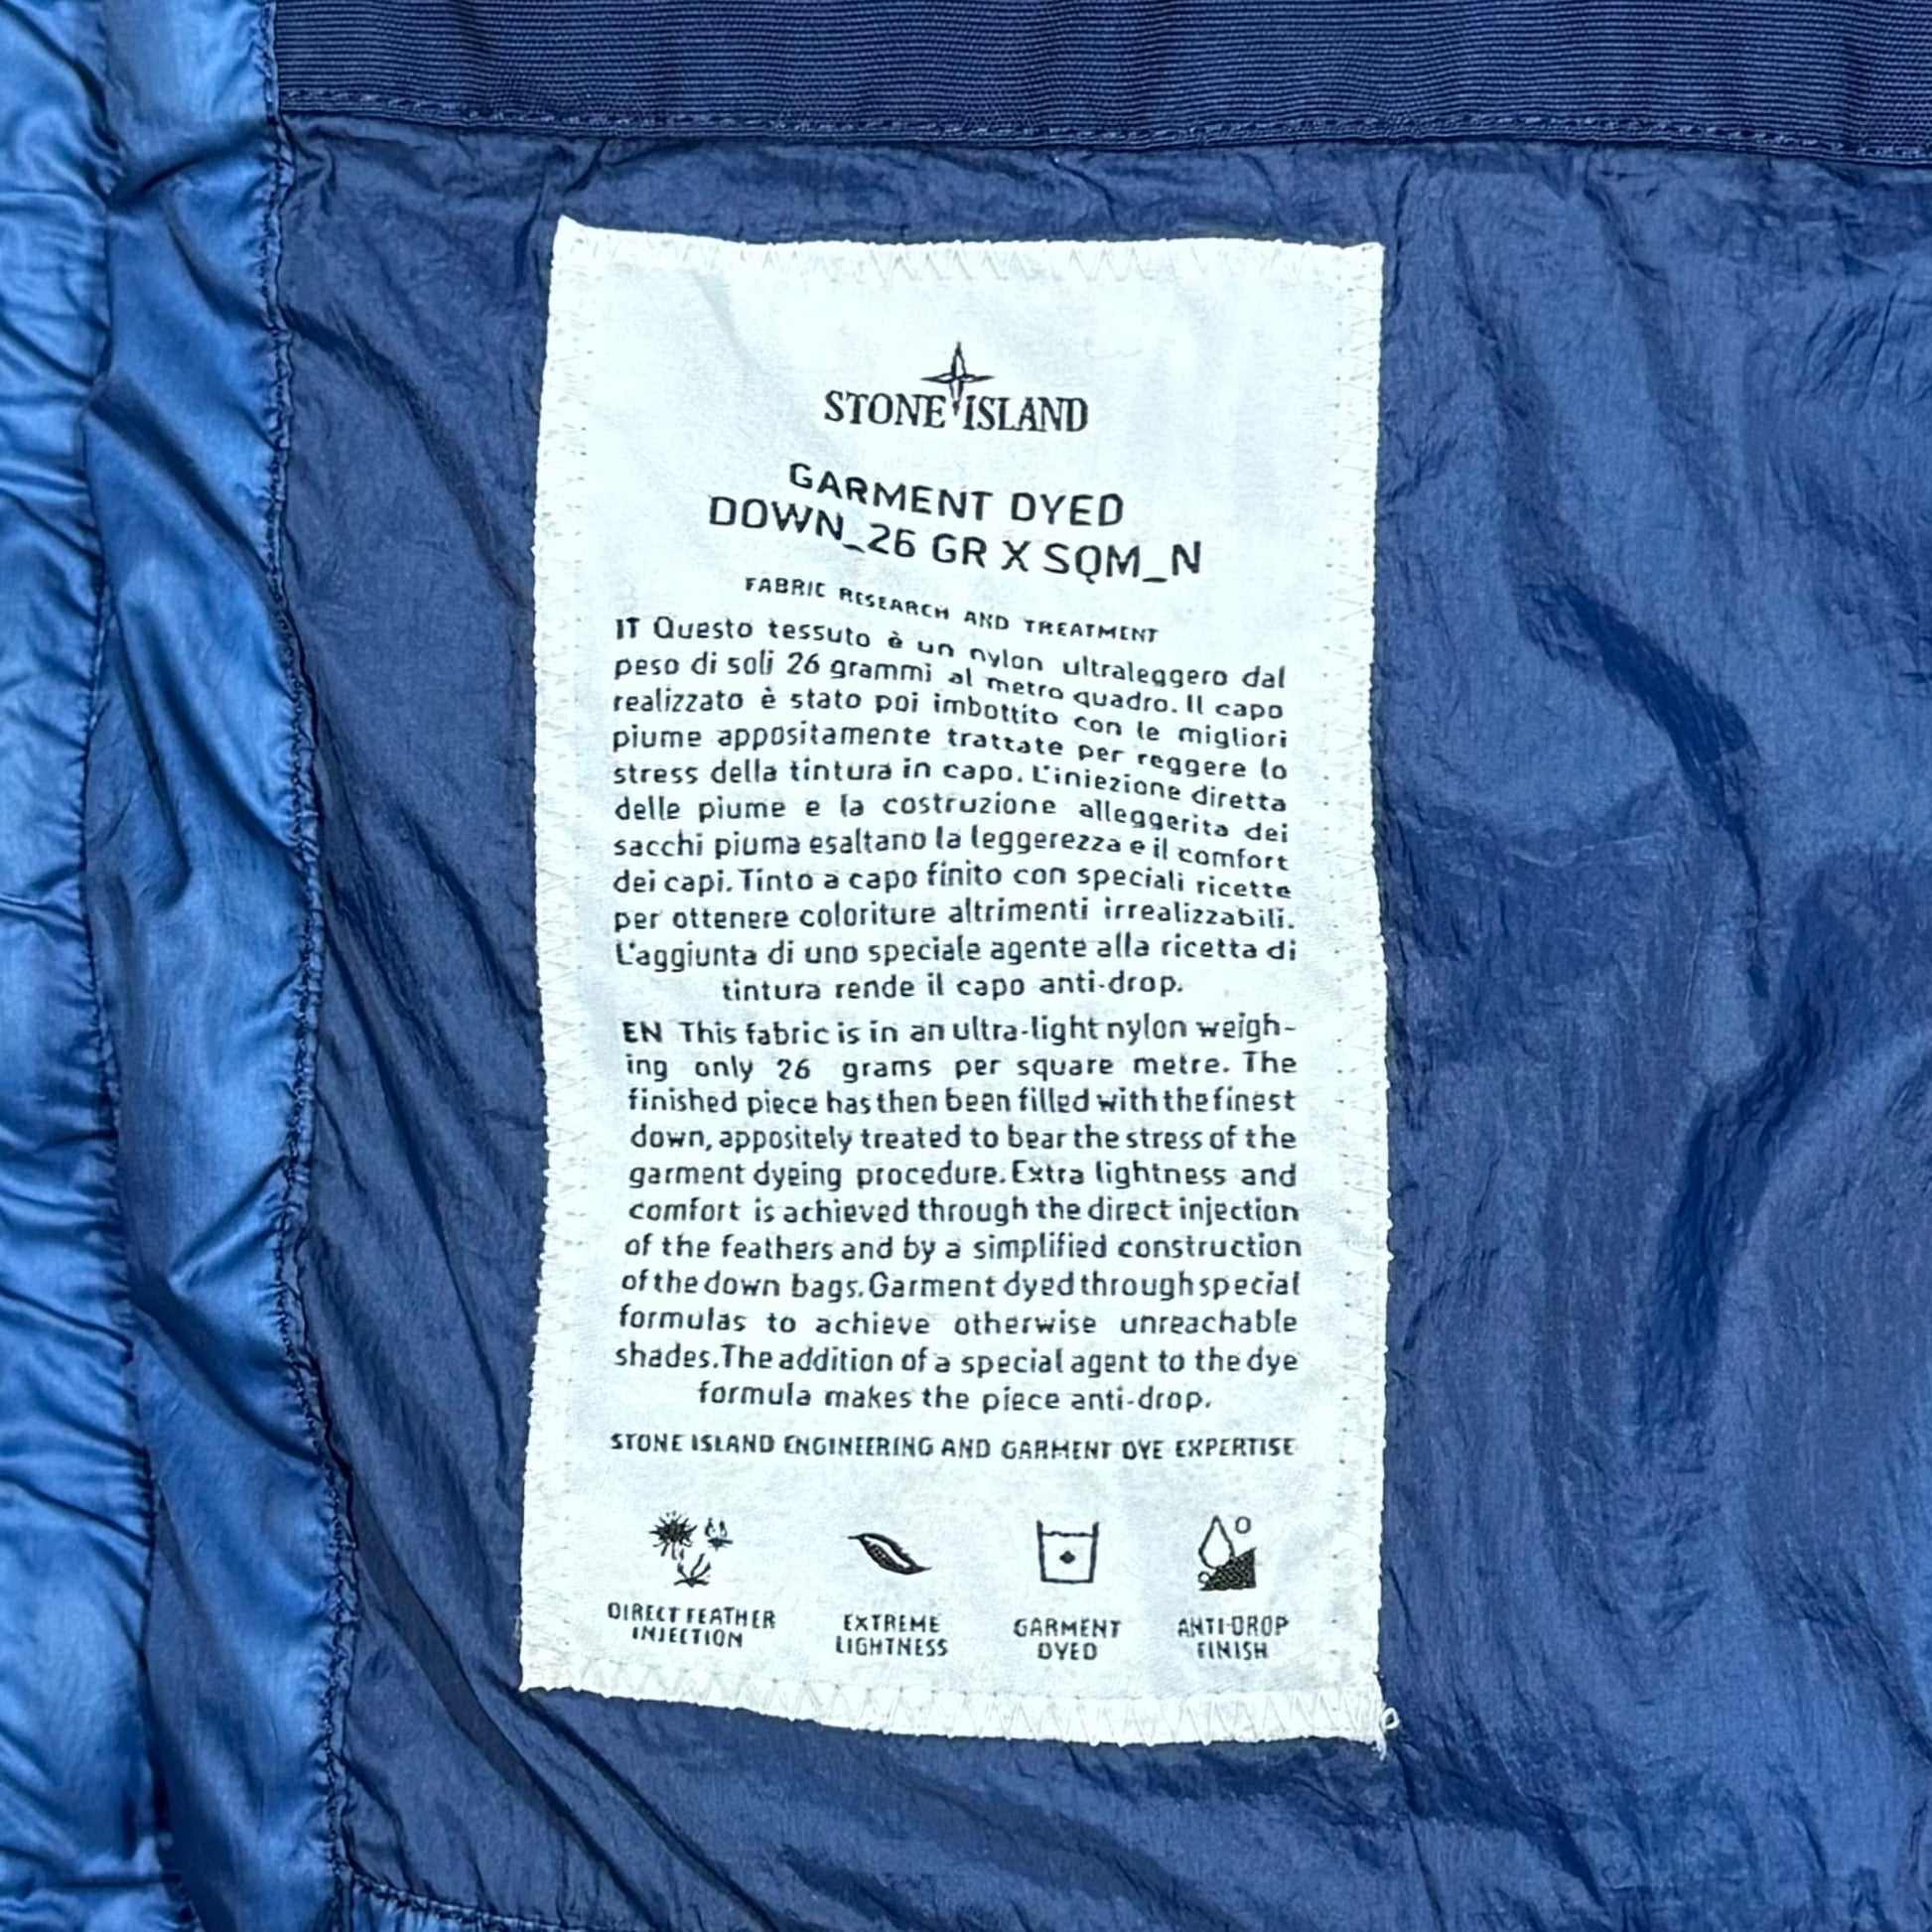 STONE ISLAND
GARMENT DYED
DOWN_26 GR X SQM_N
FABRIC RESEARCH AND TREATMENT
IT Questo tessuto è un nylon ultraleggero dal
peso di soli 26 grammi al metro quadro. Il capo
realizzato è stato poi imbottito con le migliori
piume appositamente trattate per reggere lo
stress della tintura in capo. L'iniezione diretta
delle piume e la costruzione alleggerita dei
sacchi piuma esaltano la leggerezza e il comfort
dei capi. Tinto a capo finito con speciali ricette
per ottenere coloriture altrimenti irrealizzabili.
L'aggiunta di uno speciale agente alla ricetta di
tintura rende il capo anti-drop.
EN This fabric is in an ultra-light nylon weigh-
ing only 26 grams per square metre. The
finished piece has then been filled with the finest
down, appositely treated to bear the stress of the
garment dyeing procedure. Extra lightness and
comfort is achieved through the direct injection
of the feathers and by a simplified construction
of the down bags. Garment dyed through special
formulas to achieve otherwise unreachable
shades. The addition of a special agent to the dye
formula makes the piece anti-drop.
STONE ISLAND ENGINEERING AND GARMENT DYE EXPERTISE
DIRECT FEATHER INJECTION
EXTREME LIGHTNESS
GARMENT DYED
ANTI-DROP FINISH